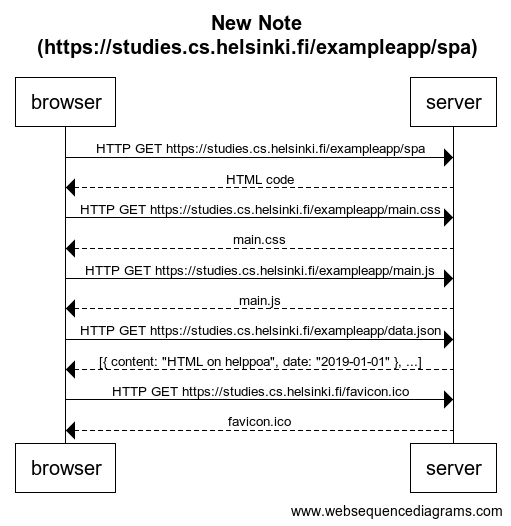 New Note
(https://studies.cs.helsinki.fi/exampleapp/spa)
browser server
HTTP GET https://studies.cs.helsinki.fi/exampleapp/spa
HTML code
HTTP GET https://studies.cs.helsinki.fi/exampleapp/main.css
main.css
HTTP GET https://studies.cs.helsinki.fi/exampleapp/main.js
main.js
HTTP GET https://studies.cs.helsinki.fi/exampleapp/data.json
[{ content: "HTML on helppoa", date: "2019-01-01" }, ...]
HTTP GET https://studies.cs.helsinki.fi/favicon.ico
favicon.ico
browser server
www.websequencediagrams.com